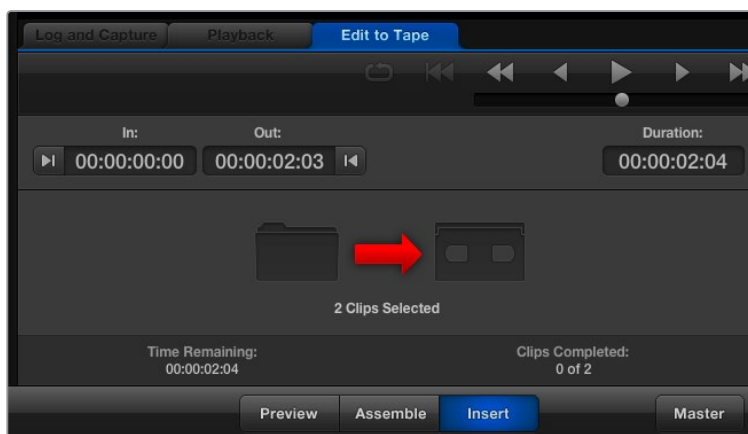 Log and Capture Playback Edit to Tape
In: Out: Duration:
00:00:00:00 00:00:02:03 00:00:02:04
2 Clips Selected
Time Remaining: Clips Completed:
00:00:02:04 0 of 2
Preview Assemble Insert Master